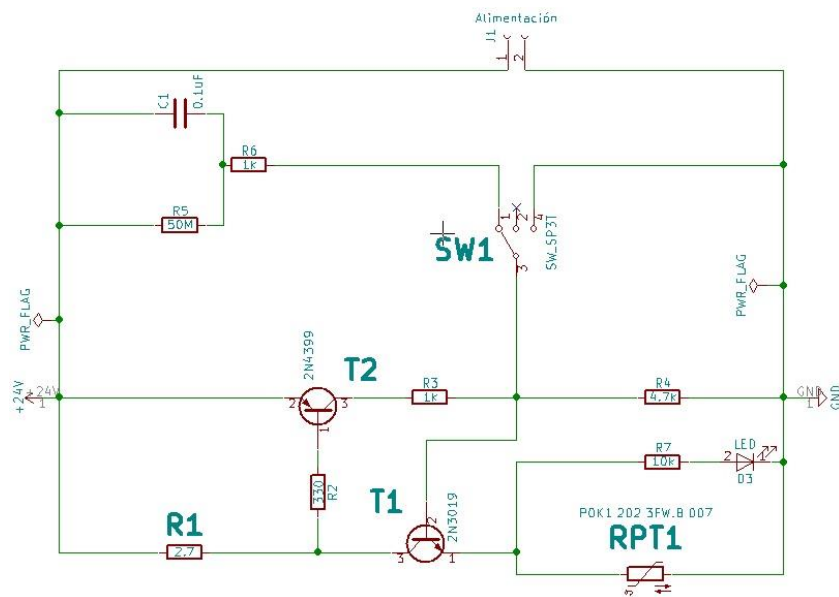 Alimentación
J1
1
2
C1
0.1uF
R6
1k
R5
50M
1
2
4
3
SW1
SW_SP3T
PWR_FLAG
PWR_FLAG
+24V
+24V
1
2N4399
T2
2
3
1
R3
1k
R4
4.7k
GND
1
GND
330
R2
R7
10k
LED
2
1
D3
R1
2.7
T1
2
2N3019
3
1
POK1 202 3FW.B 007
RPT1